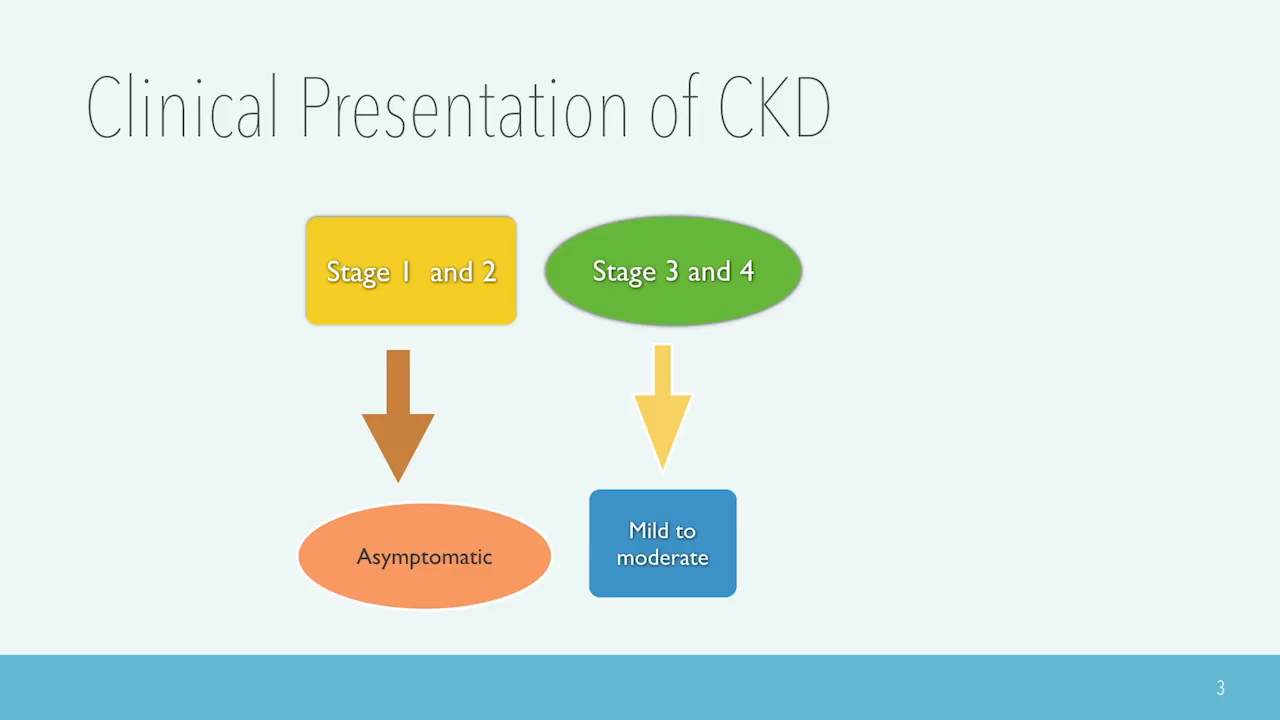 Clinical Presentation of CKD
Stage 1 and 2
Stage 3 and 4
Asymptomatic
Mild to
moderate
3